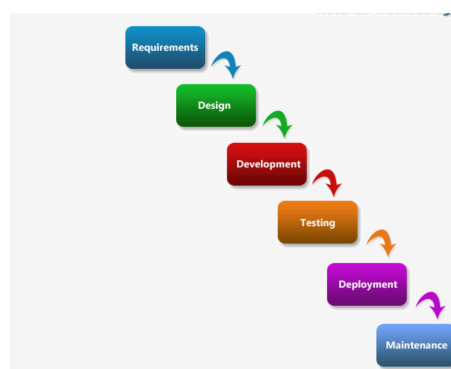 Requirements
Design
Development
Testing
Deployment
Maintenance